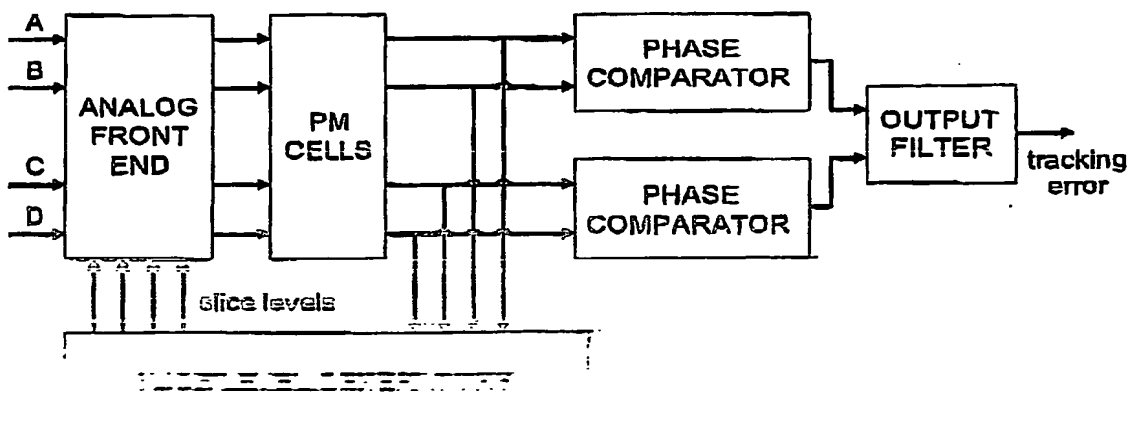 A
B
C
D
ANALOG
FRONT
END
PM
CELLS
PHASE
COMPARATOR
PHASE
COMPARATOR
OUTPUT
FILTER
tracking
error
slice levels